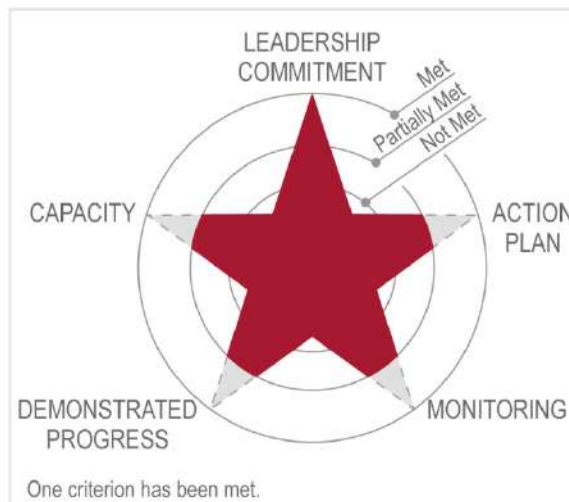 LEADERSHIP
COMMITMENT
Met
Partially Met
Not Met
CAPACITY
ACTION
PLAN
DEMONSTRATED
PROGRESS
MONITORING
One criterion has been met.